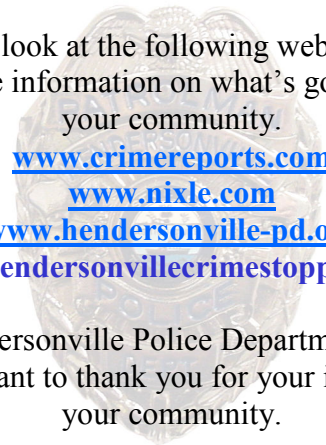 look at the following web
information on what's go
your community.
www.crimereports.com
www.nixle.com
www.hendersonville-pd.o
endersonvillecrimestopp
ersonville Police Departm
ant to thank you for your i
your community.